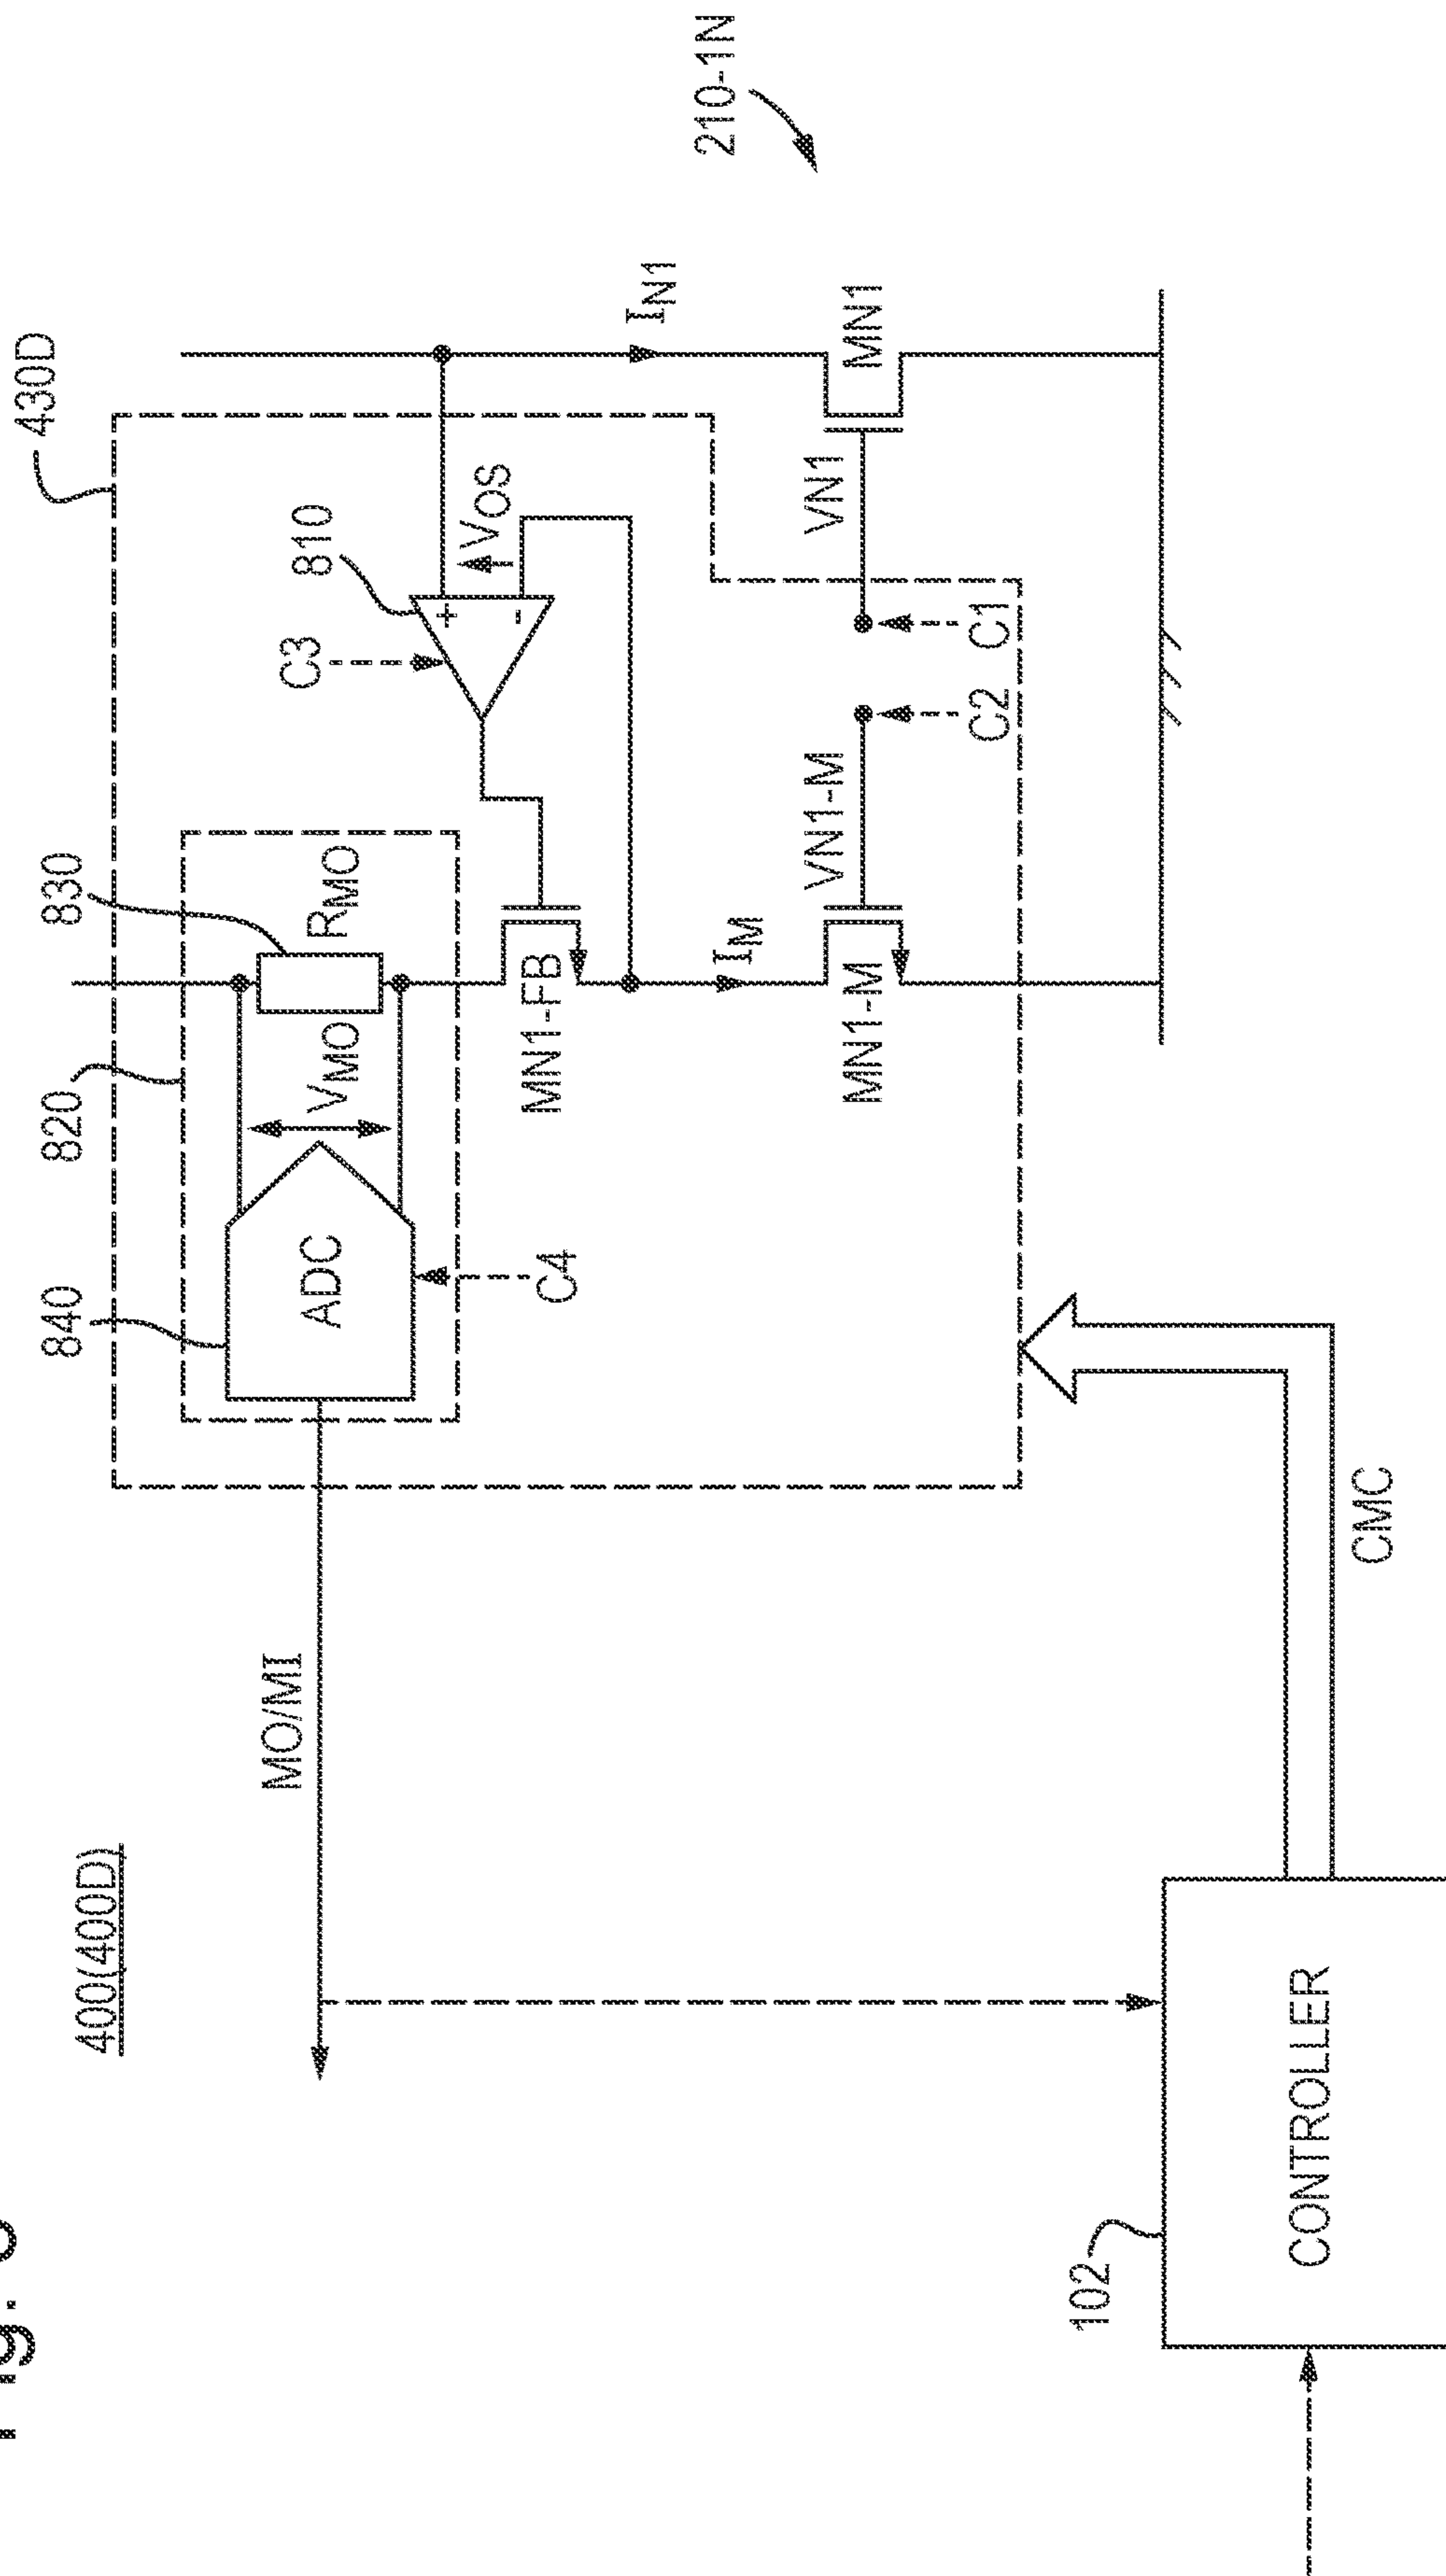 400(400D)
430D
840
820
830
810
C3
ADC
VMO
RMO
VOS
C4
MN1-FB
IM
IN1
210-1N
MO/MI
MN1-M
VN1-M
VN1
MN1
C2
C1
102
CONTROLLER
CMC
+
-